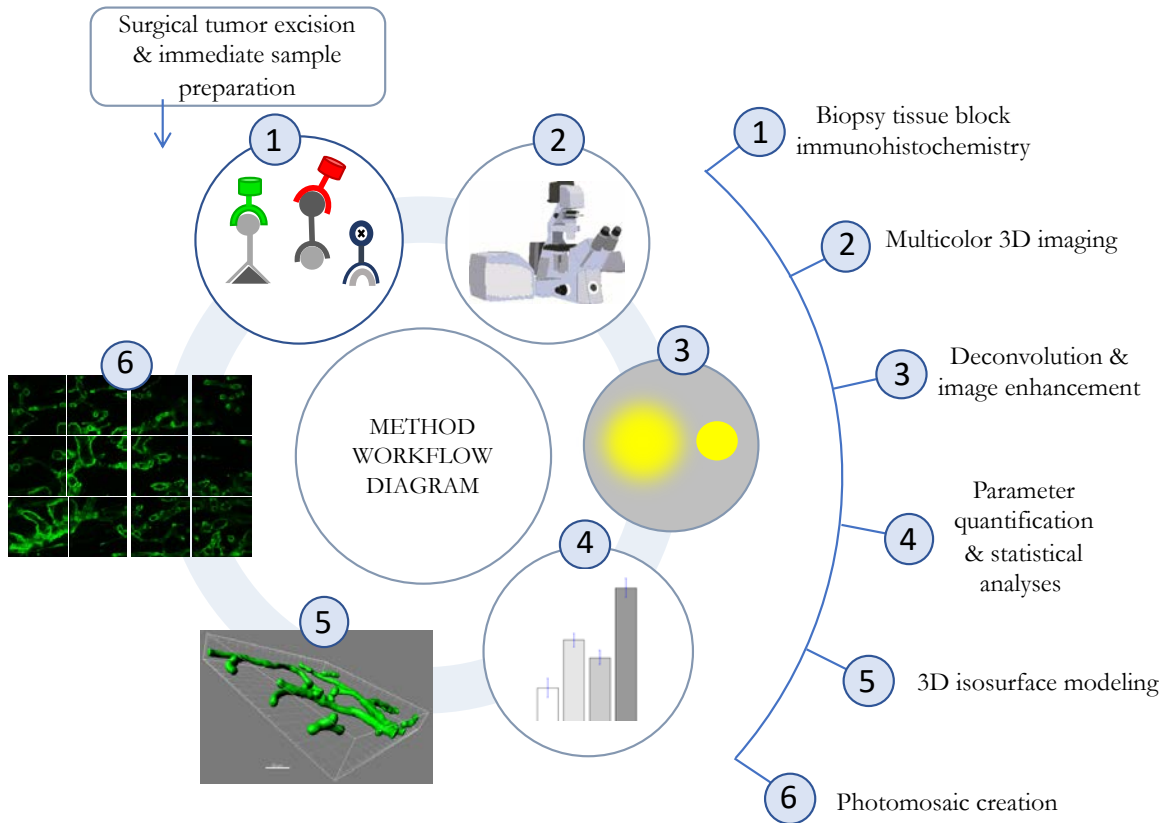 Surgical tumor excision
& immediate sample
preparation
1
2
3
4
5
6
METHOD
WORKFLOW
DIAGRAM
1
Biopsy tissue block
immunohistochemistry
2
Multicolor 3D imaging
3
Deconvolution &
image enhancement
4
Parameter
quantification
& statistical
analyses
5
3D isosurface modeling
6
Photomosaic creation